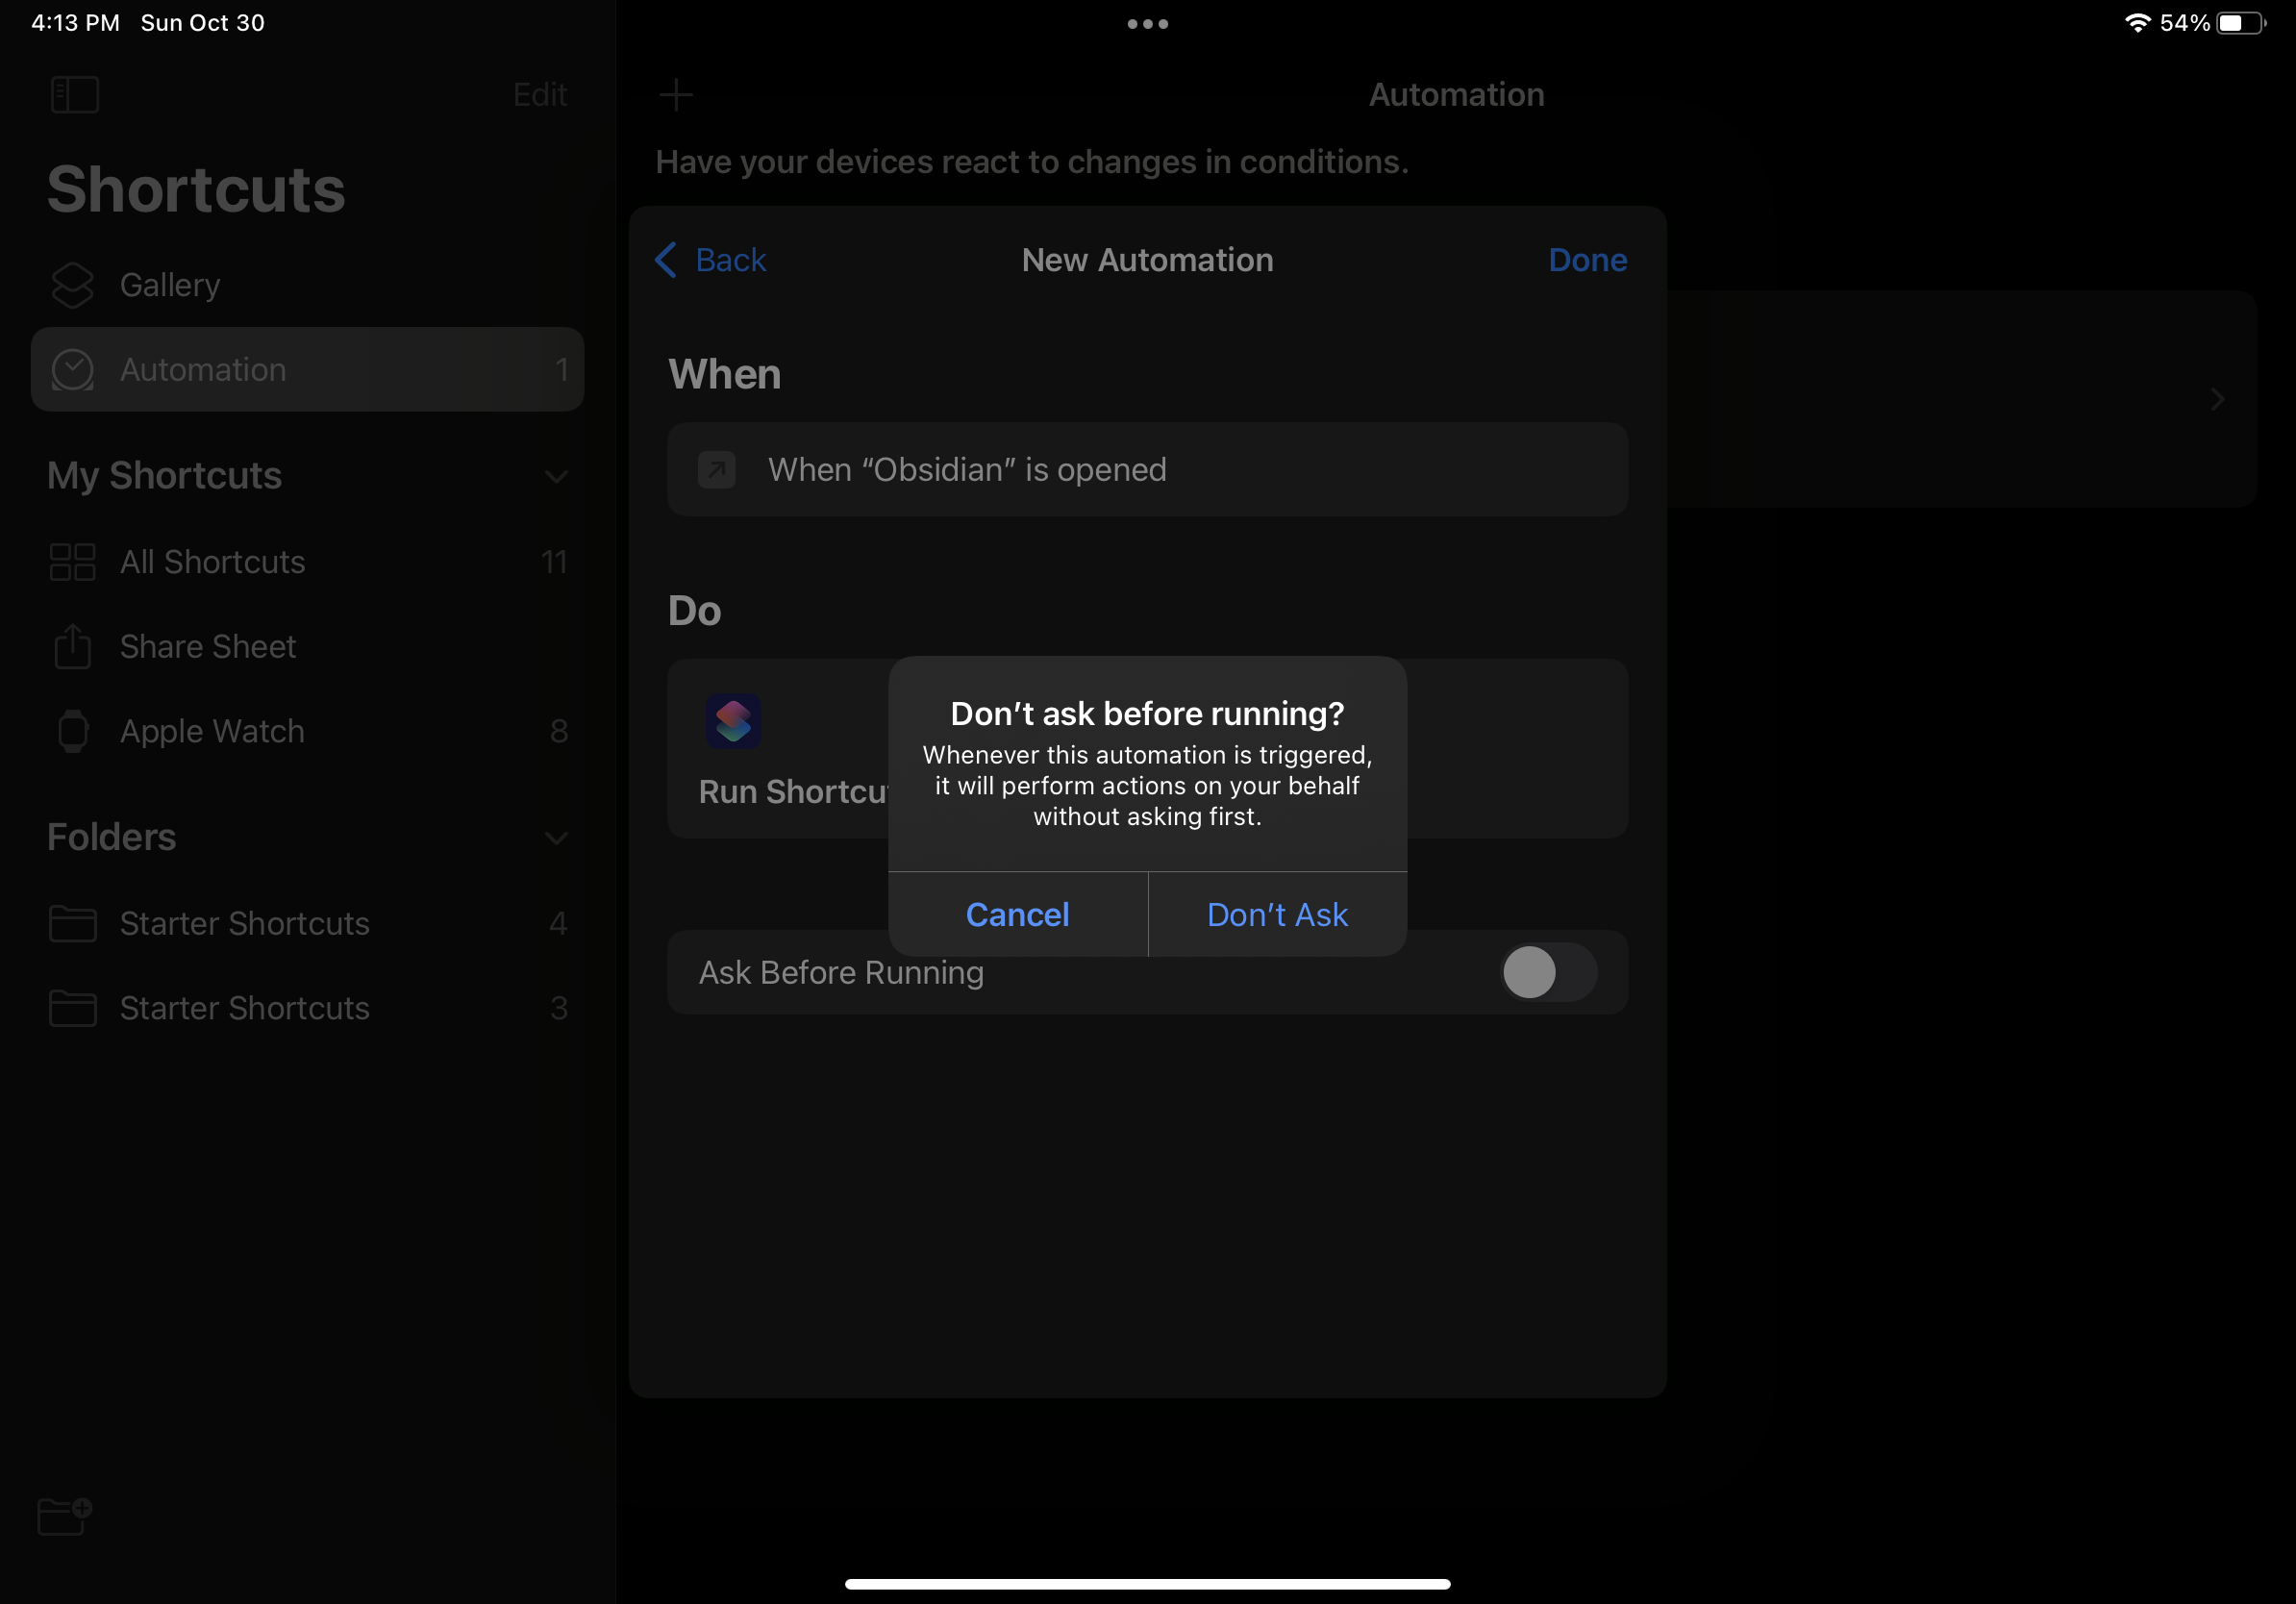 4:13 PM Sun Oct 30
54%
Edit
Shortcuts
Gallery
Automation 1
My Shortcuts
All Shortcuts 11
Share Sheet
Apple Watch 8
Folders
Starter Shortcuts 4
Starter Shortcuts 3
Automation
Have your devices react to changes in conditions.
Back
New Automation
Done
When
When “Obsidian” is opened
Do
Run Shortcu
Don’t ask before running?
Whenever this automation is triggered,
it will perform actions on your behalf
without asking first.
Cancel
Don’t Ask
Ask Before Running